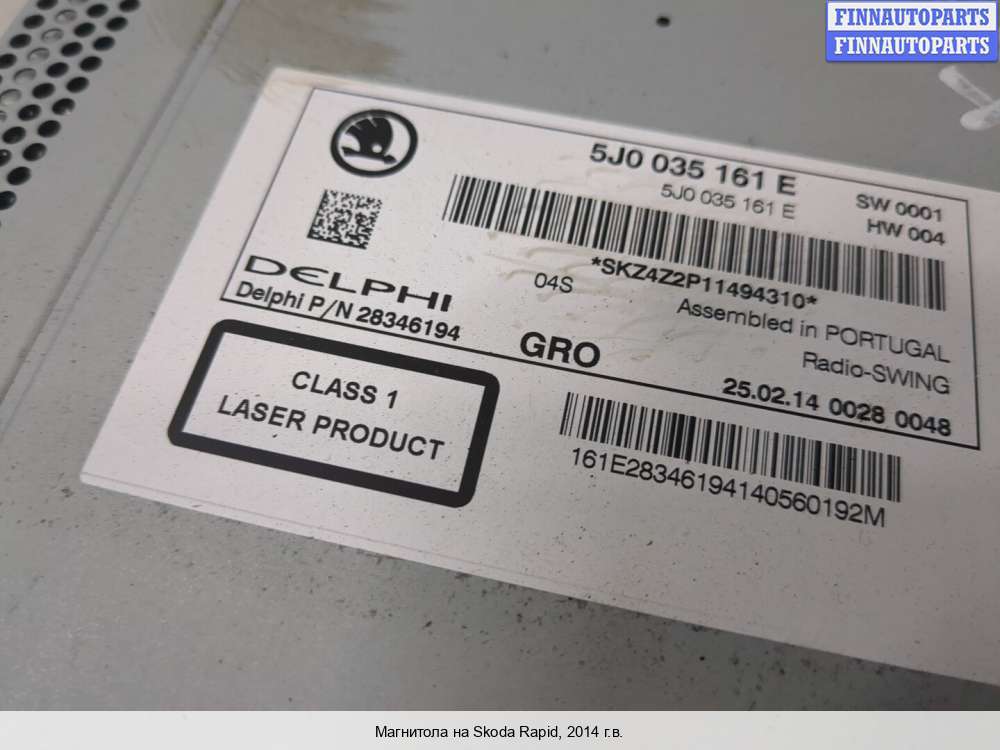 FINNAUTOPARTS
FINNAUTOPARTS
5J0 035 161 E
5J0 035 161 E
SW 0001
HW 004
*SKZ4Z2P11494310*
DELPHI
Delphi P/N 28346194
04S
Assembled in PORTUGAL
GRO
Radio-SWING
25.02.14 0028 0048
CLASS 1
LASER PRODUCT
161E28346194140560192M
Магнитола на Skoda Rapid, 2014 г.в.